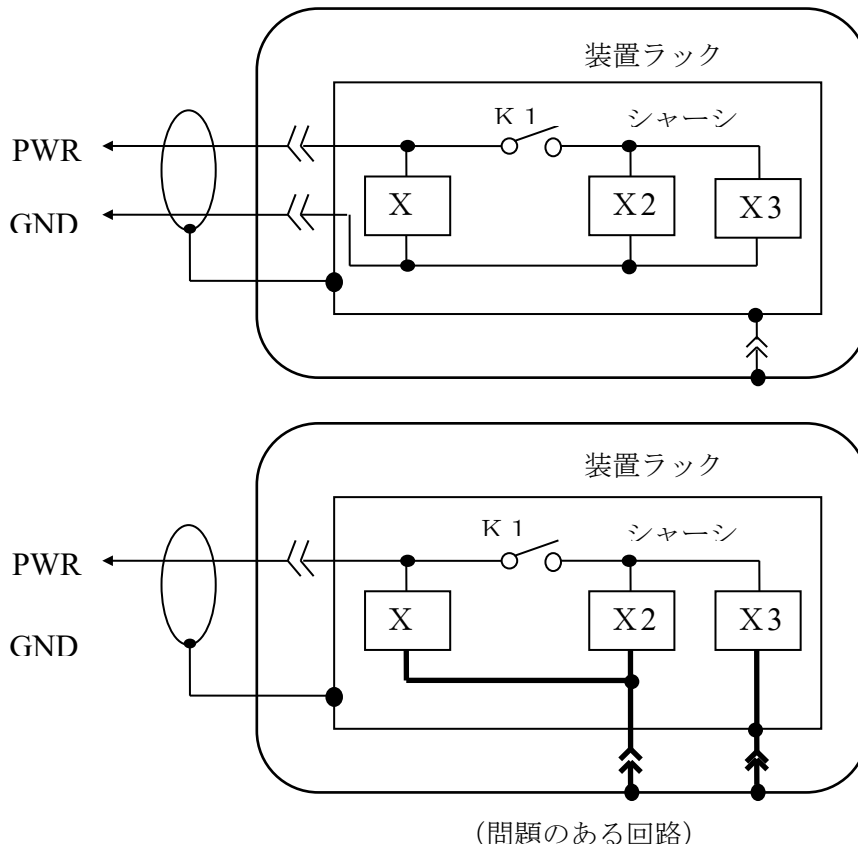 装置ラック
K1
シャーシ
PWR
X
X2
X3
GND
装置ラック
K1
シャーシ
PWR
X
X2
X3
GND
(問題のある回路)